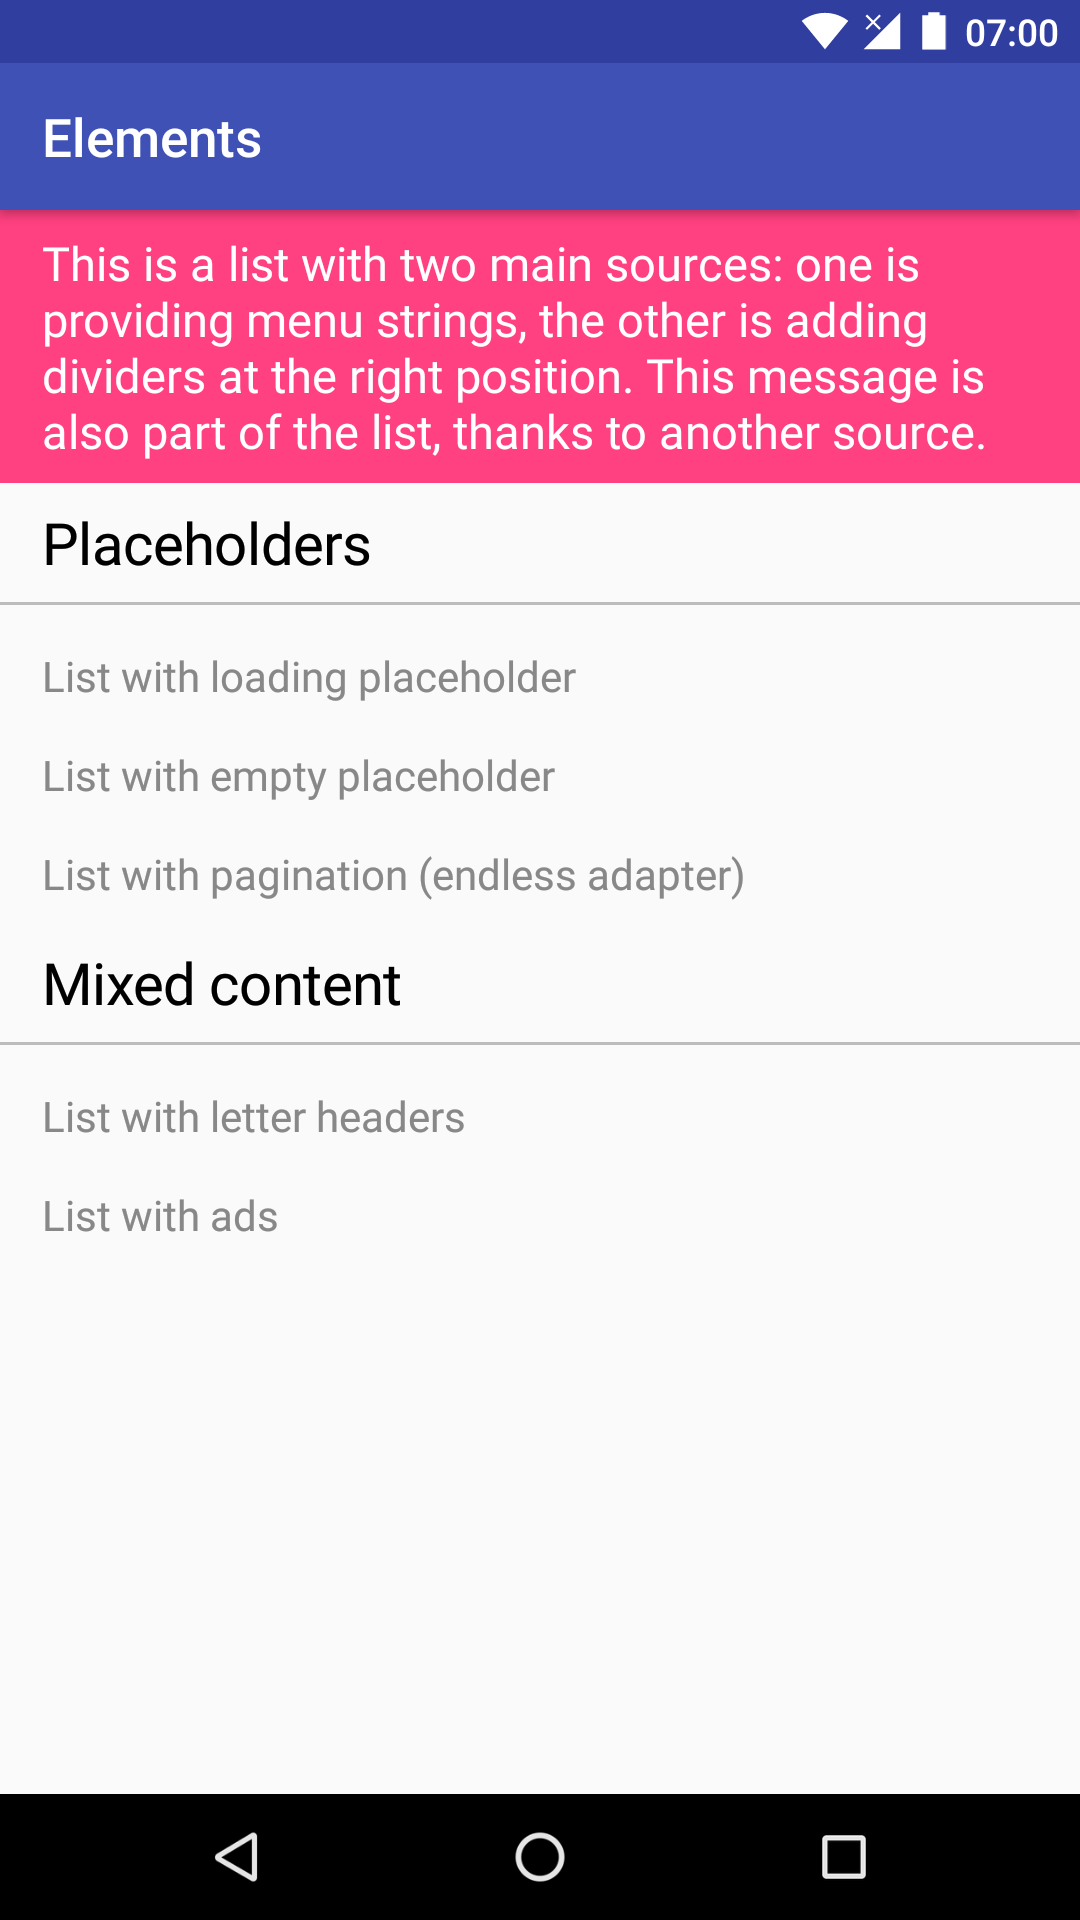 07:00
Elements
This is a list with two main sources: one is
providing menu strings, the other is adding
dividers at the right position. This message is
also part of the list, thanks to another source.
Placeholders
List with loading placeholder
List with empty placeholder
List with pagination (endless adapter)
Mixed content
List with letter headers
List with ads